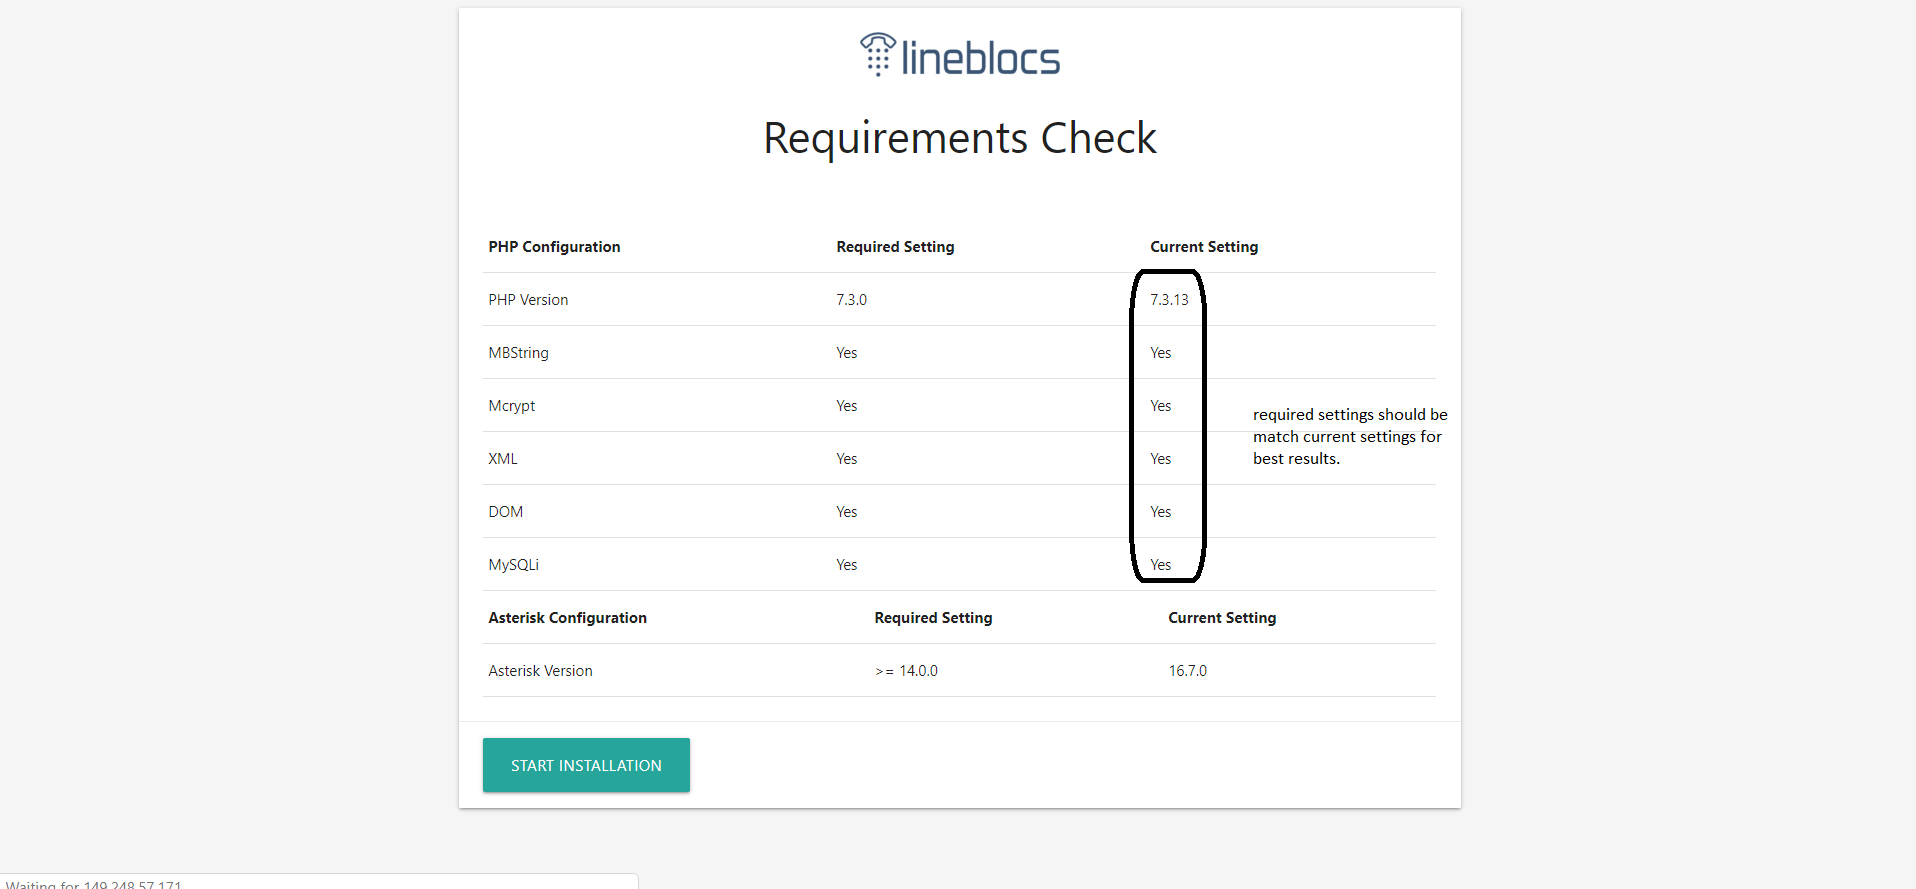 lineblocs
Requirements Check
PHP Configuration Required Setting Current Setting
PHP Version 7.3.0 7.3.13
MBString Yes Yes
Mcrypt Yes Yes
XML Yes Yes
DOM Yes Yes
MySQLi Yes Yes
required settings should be
match current settings for
best results.
Asterisk Configuration Required Setting Current Setting
Asterisk Version >= 14.0.0 16.7.0
START INSTALLATION
Waiting for 149.248.57.171